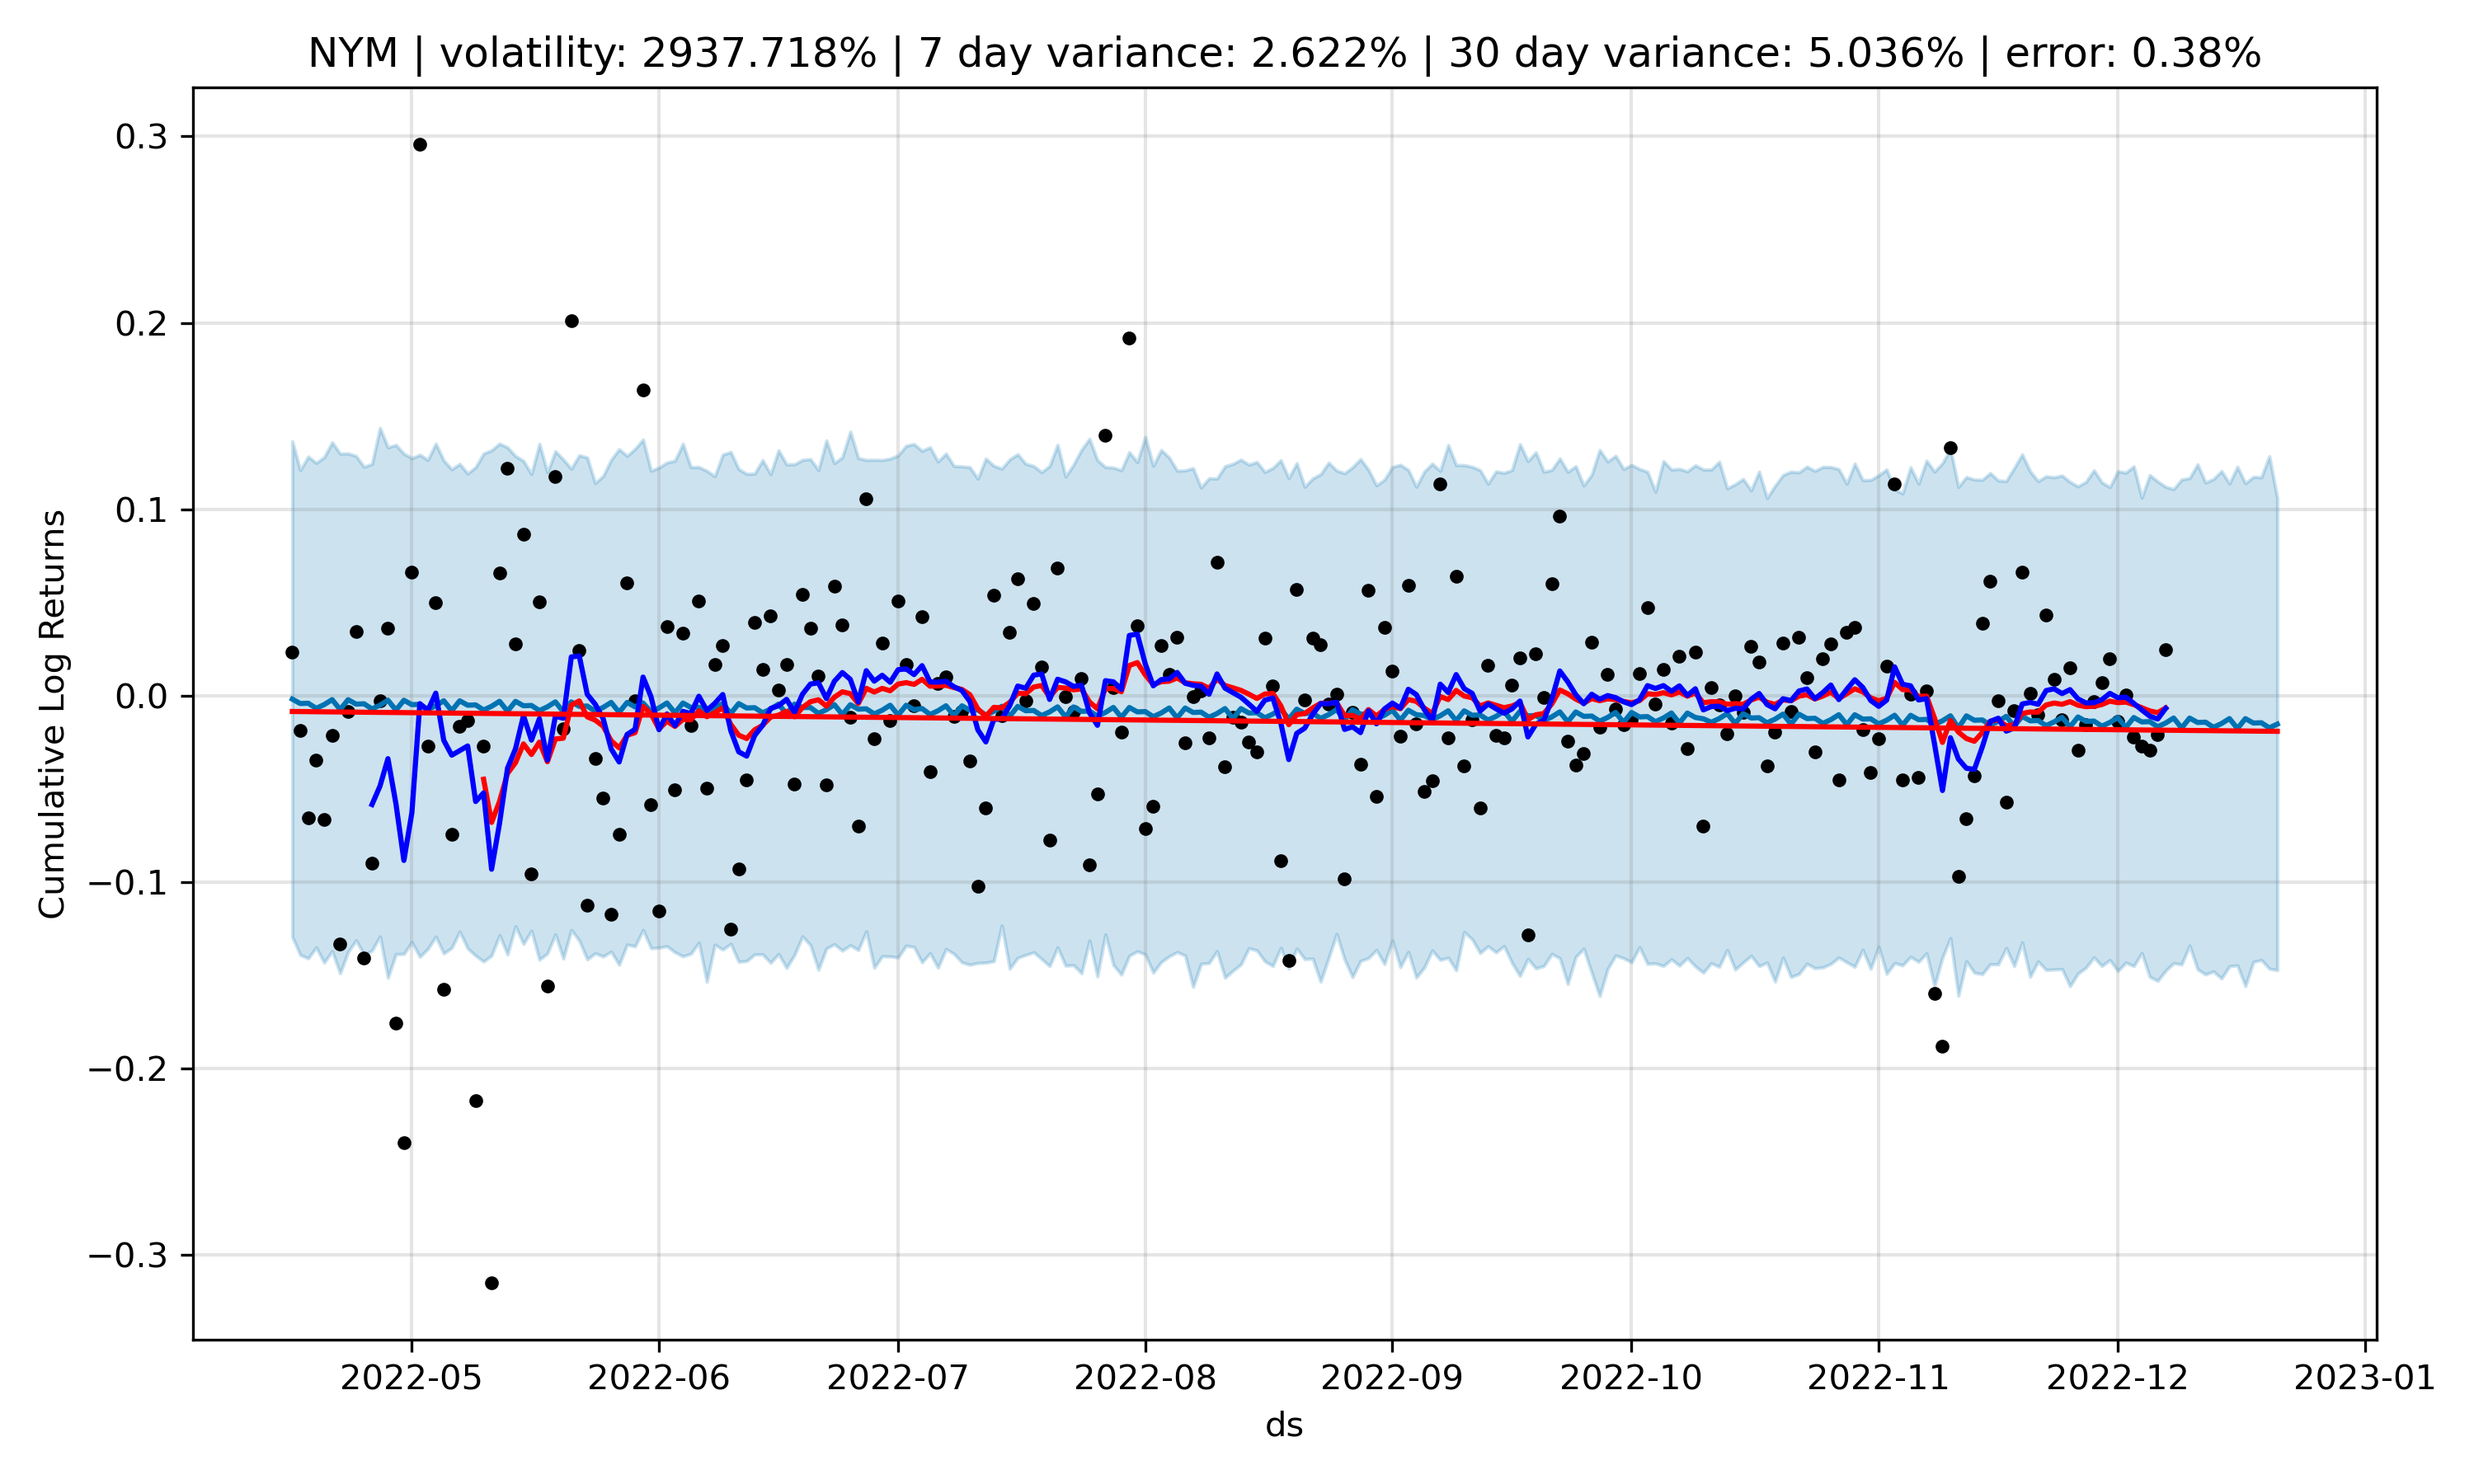 NYM | volatility: 2937.718% | 7 day variance: 2.622% | 30 day variance: 5.036% | error: 0.38%
Cumulative Log Returns
0.3
0.2
0.1
0.0
−0.1
−0.2
−0.3
2022-05 2022-06 2022-07 2022-08 2022-09 2022-10 2022-11 2022-12 2023-01
ds